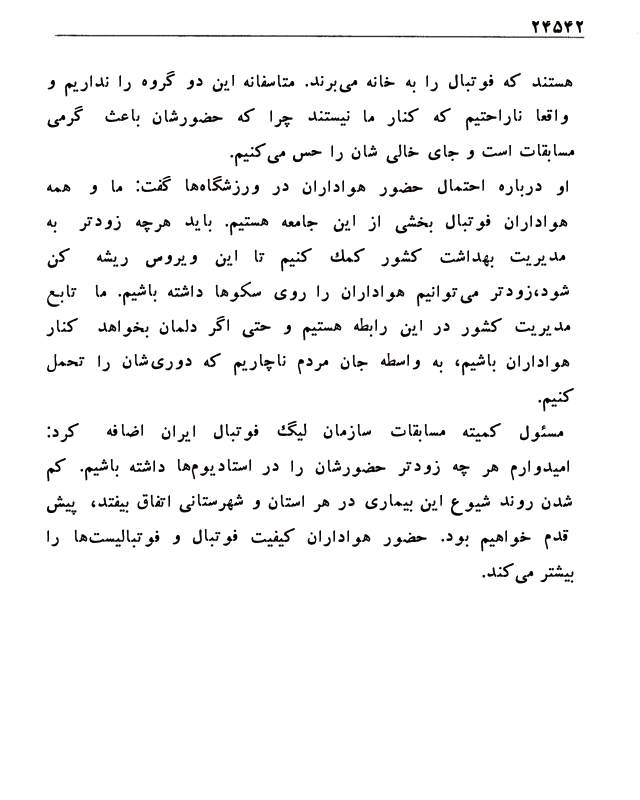 ۲۴۵۴۲
هستند که فوتبال را به خانه می‌برند. متاسفانه این دو گروه را نداریم و
واقعا ناراحتیم که کنار ما نیستند چرا که حضورشان باعث گرمی
مسابقات است و جای خالی شان را حس می‌کنیم.
او درباره احتمال حضور هواداران در ورزشگاه‌ها گفت: ما و همه
هواداران فوتبال بخشی از این جامعه هستیم. باید هرچه زودتر به
مدیریت بهداشت کشور کمك کنیم تا این ویروس ریشه کن
شود،زودتر می‌توانیم هواداران را روی سکوها داشته باشیم. ما تابع
مدیریت کشور در این رابطه هستیم و حتی اگر دلمان بخواهد کنار
هواداران باشیم، به واسطه جان مردم ناچاریم که دوری‌شان را تحمل
کنیم.
مسئول کمیته مسابقات سازمان لیگ فوتبال ایران اضافه کرد:
امیدوارم هر چه زودتر حضورشان را در استادیوم‌ها داشته باشیم. کم
شدن روند شیوع این بیماری در هر استان و شهرستانی اتفاق بیفتد، پیش
قدم خواهیم بود. حضور هواداران کیفیت فوتبال و فوتبالیست‌ها را
بیشتر می‌کند.